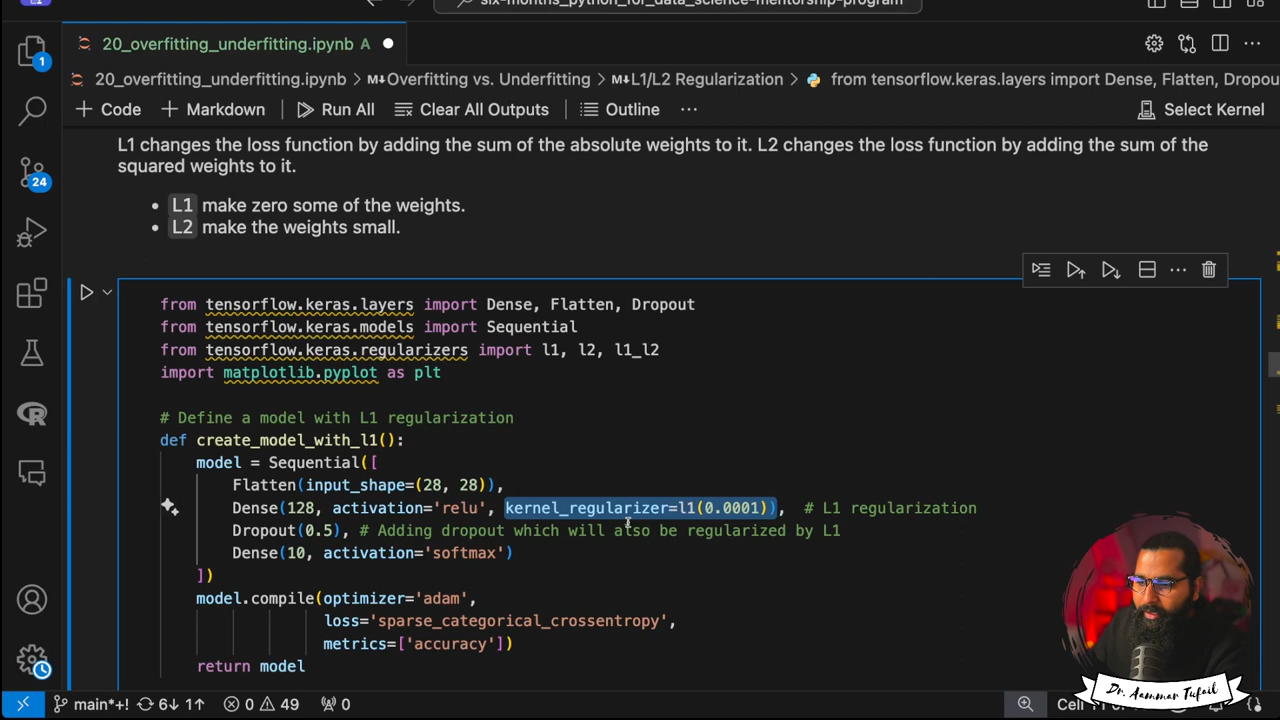 six-months_python_for_data_science-mentorship-program
20_overfitting_underfitting.ipynb A
20_overfitting_underfitting.ipynb > M↓Overfitting vs. Underfitting > M↓L1/L2 Regularization > from tensorflow.keras.layers import Dense, Flatten, Dropou
+ Code + Markdown Run All Clear All Outputs Outline ... Select Kernel
L1 changes the loss function by adding the sum of the absolute weights to it. L2 changes the loss function by adding the sum of the
squared weights to it.
• L1 make zero some of the weights.
• L2 make the weights small.
from tensorflow.keras.layers import Dense, Flatten, Dropout
from tensorflow.keras.models import Sequential
from tensorflow.keras.regularizers import l1, l2, l1_l2
import matplotlib.pyplot as plt
# Define a model with L1 regularization
def create_model_with_l1():
model = Sequential([
Flatten(input_shape=(28, 28)),
Dense(128, activation='relu', kernel_regularizer=l1(0.0001)), # L1 regularization
Dropout(0.5), # Adding dropout which will also be regularized by L1
Dense(10, activation='softmax')
])
model.compile(optimizer='adam',
loss='sparse_categorical_crossentropy',
metrics=['accuracy'])
return model
1
24
Dr. Aammar Tufail
main*+! 6↓ 1↑ 0 49 0
Cell